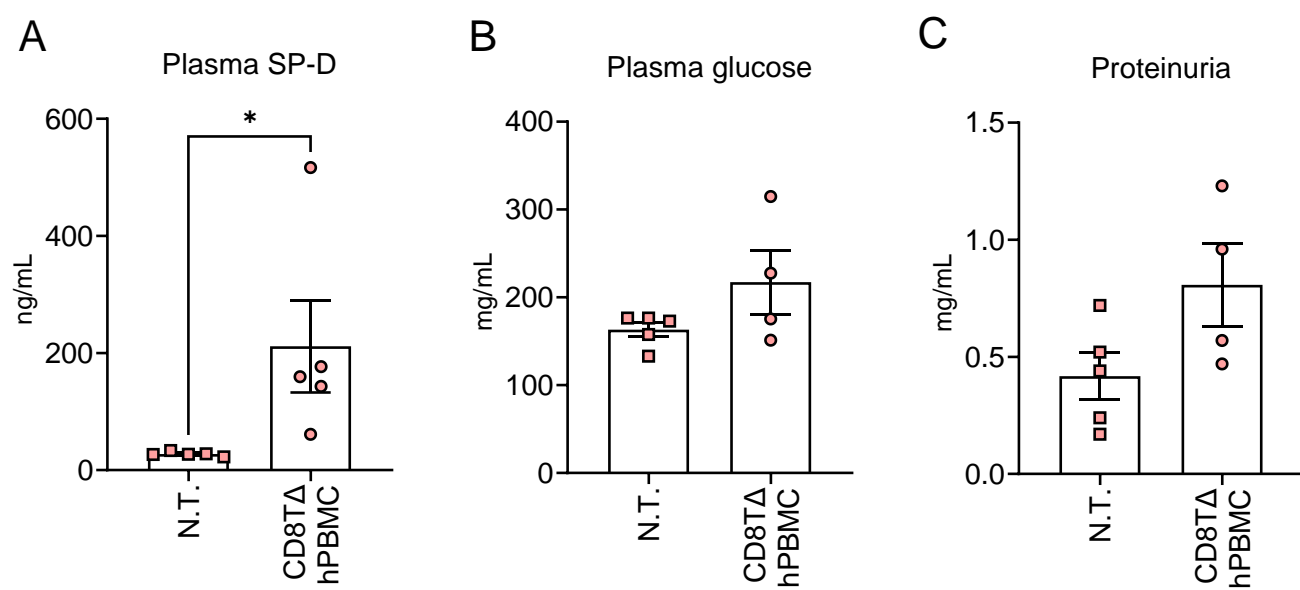 A
Plasma SP-D
ng/mL
600
400
200
0
*
N.T.
CD8TΔ
hPBMC
B
Plasma glucose
mg/mL
400
300
200
100
0
N.T.
CD8TΔ
hPBMC
C
Proteinuria
mg/mL
1.5
1.0
0.5
0.0
N.T.
CD8TΔ
hPBMC